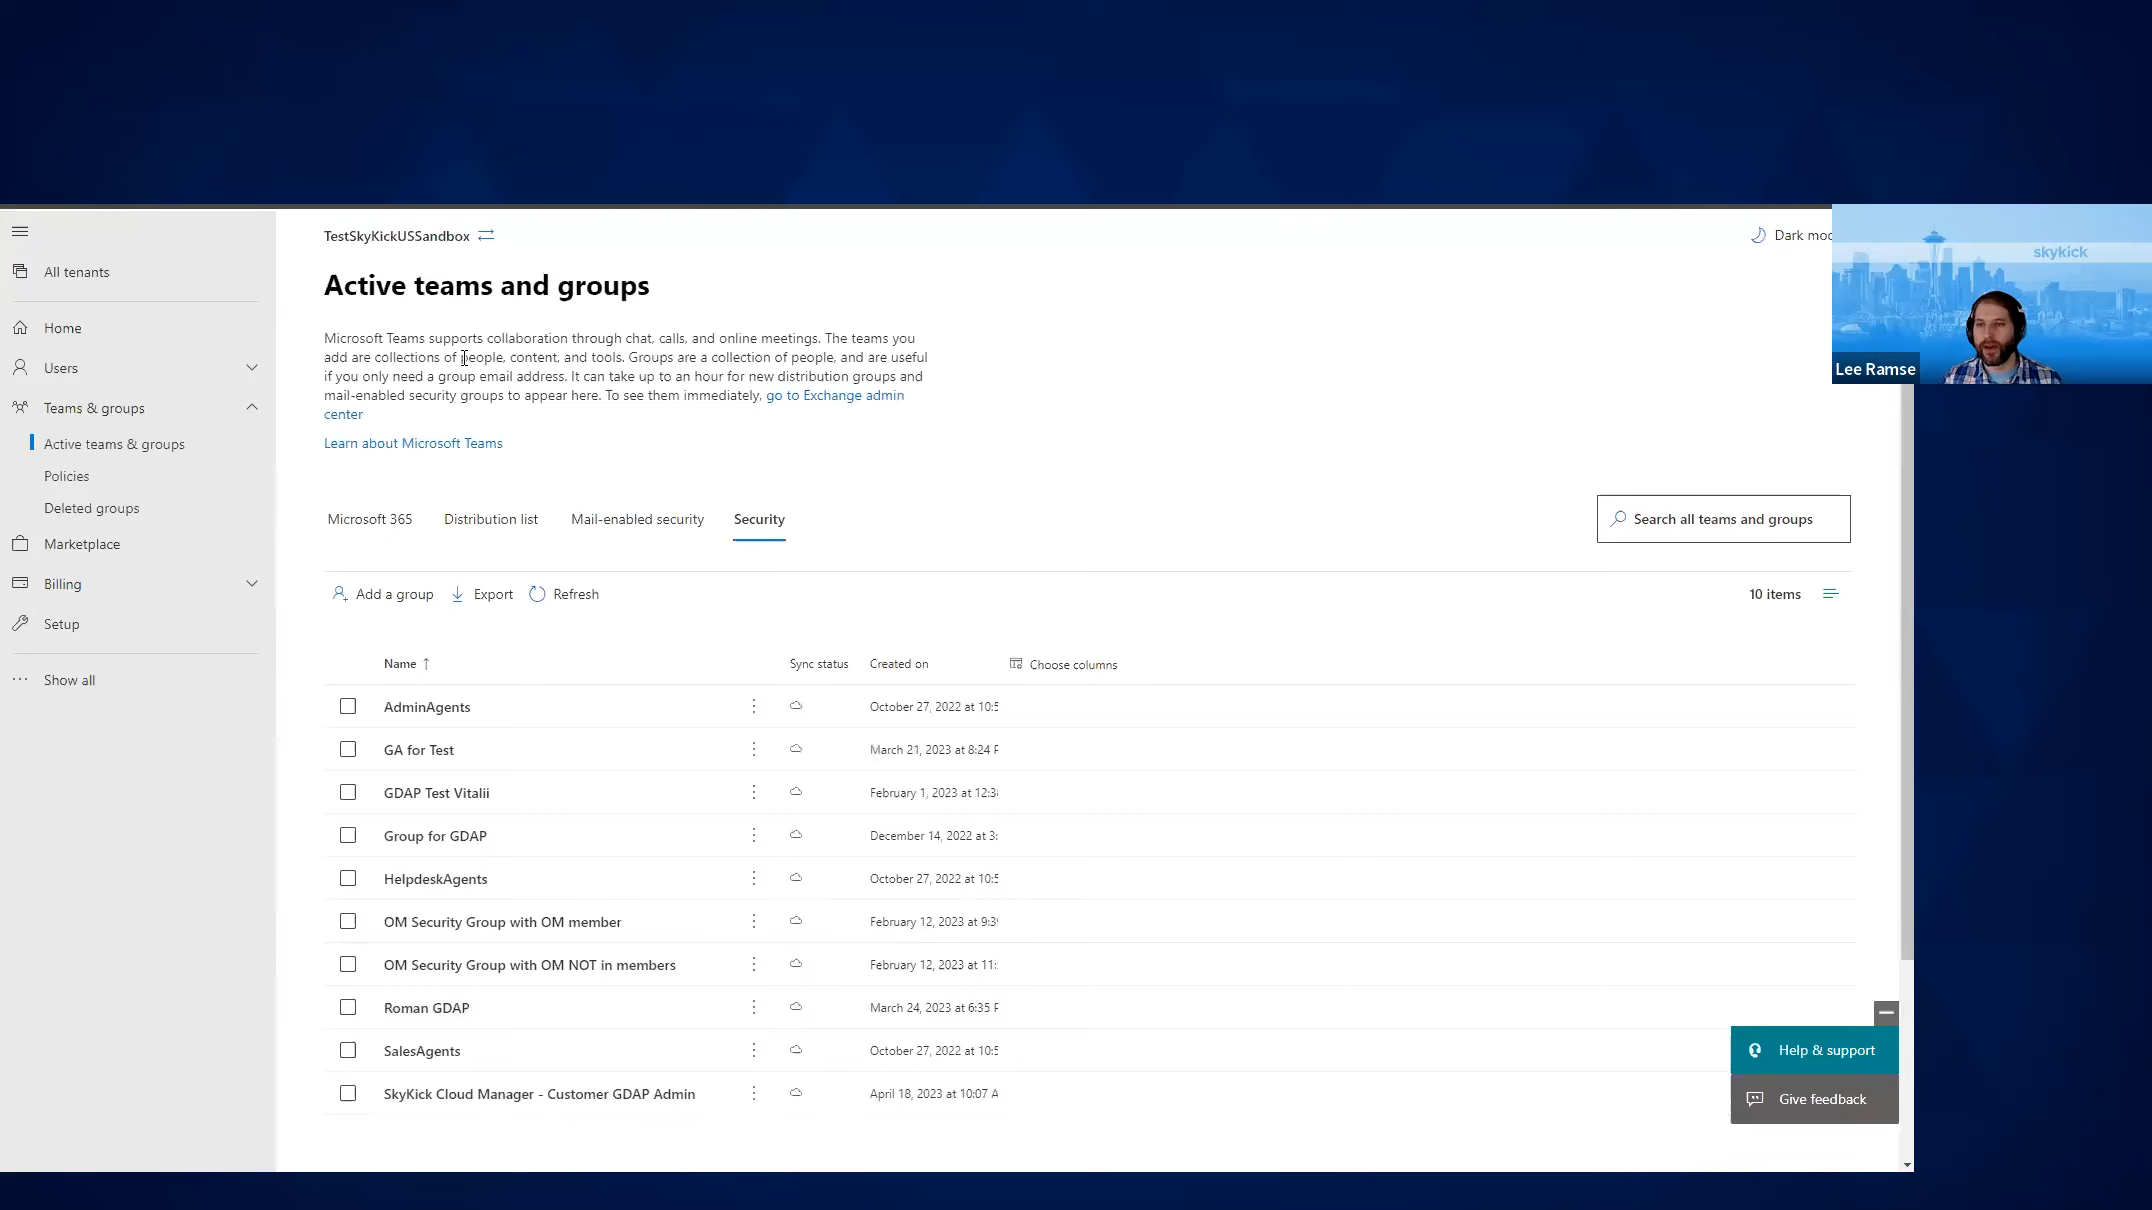 TestSkyKickUSSandbox
Dark mod
skykick
Lee Ramse
All tenants
Home
Users
Teams & groups
Active teams & groups
Policies
Deleted groups
Marketplace
Billing
Setup
Show all
Active teams and groups
Microsoft Teams supports collaboration through chat, calls, and online meetings. The teams you
add are collections of people, content, and tools. Groups are a collection of people, and are useful
if you only need a group email address. It can take up to an hour for new distribution groups and
mail-enabled security groups to appear here. To see them immediately, go to Exchange admin
center
Learn about Microsoft Teams
Microsoft 365 Distribution list Mail-enabled security Security
Search all teams and groups
Add a group Export Refresh
10 items
Name ↑ Sync status Created on Choose columns
AdminAgents October 27, 2022 at 10:5
GA for Test March 21, 2023 at 8:24 P
GDAP Test Vitalii February 1, 2023 at 12:38
Group for GDAP December 14, 2022 at 3:
HelpdeskAgents October 27, 2022 at 10:5
OM Security Group with OM member February 12, 2023 at 9:39
OM Security Group with OM NOT in members February 12, 2023 at 11:
Roman GDAP March 24, 2023 at 6:35 P
SalesAgents October 27, 2022 at 10:5
SkyKick Cloud Manager - Customer GDAP Admin April 18, 2023 at 10:07 A
Help & support
Give feedback